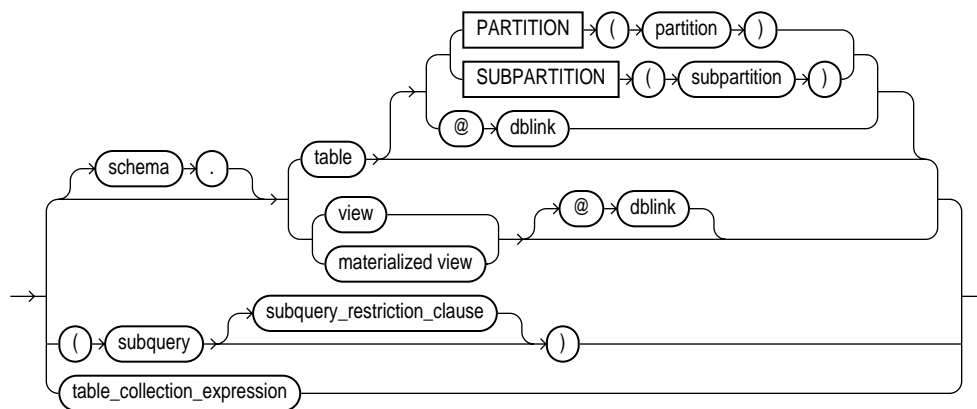 PARTITION ( partition )
SUBPARTITION ( subpartition )
@ dblink
schema . table
view @ dblink
materialized view
subquery_restriction_clause
( subquery )
table_collection_expression